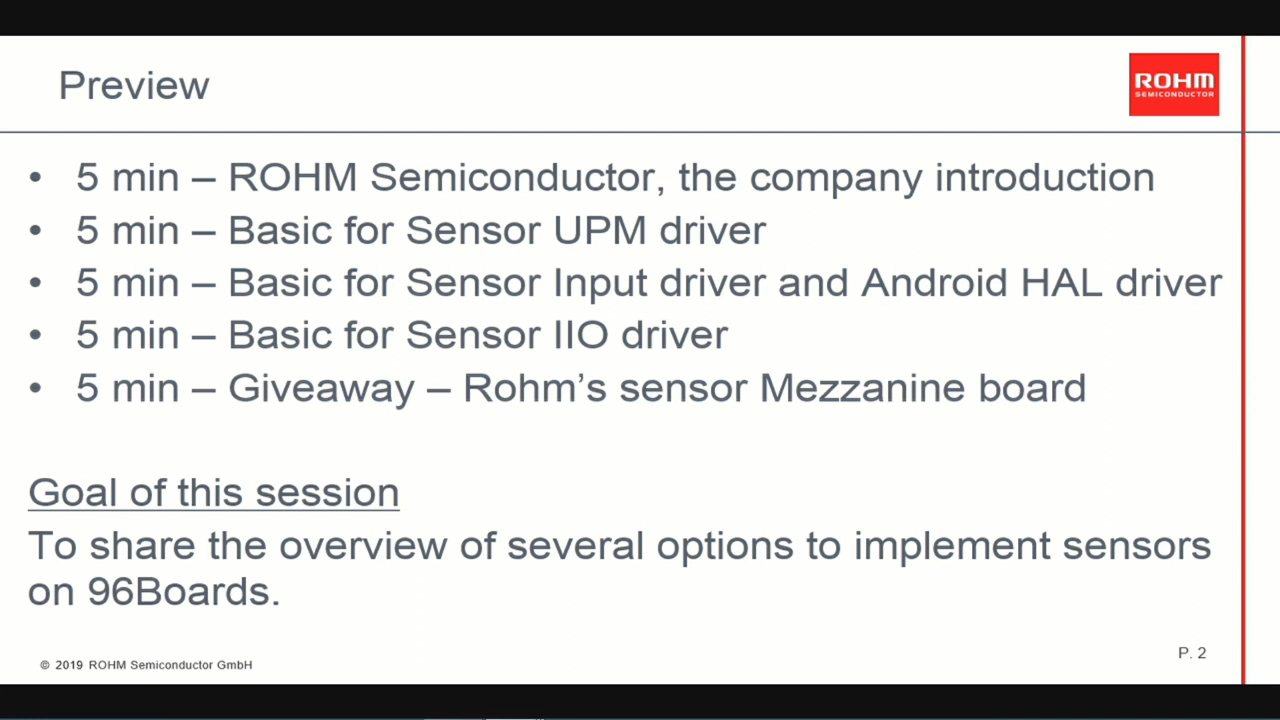 Preview
ROHM
SEMICONDUCTOR
• 5 min – ROHM Semiconductor, the company introduction
• 5 min – Basic for Sensor UPM driver
• 5 min – Basic for Sensor Input driver and Android HAL driver
• 5 min – Basic for Sensor IIO driver
• 5 min – Giveaway – Rohm’s sensor Mezzanine board
Goal of this session
To share the overview of several options to implement sensors
on 96Boards.
© 2019 ROHM Semiconductor GmbH
P. 2